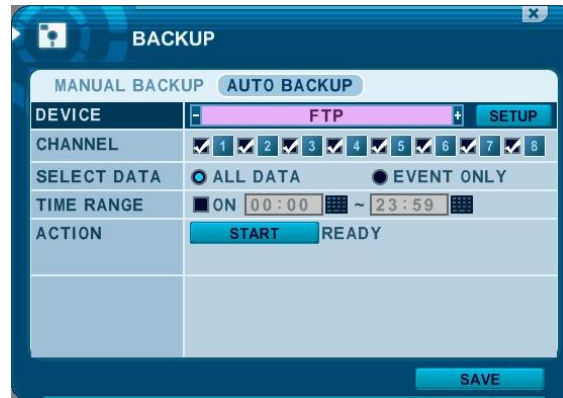 BACKUP
MANUAL BACKUP AUTO BACKUP
DEVICE - FTP + SETUP
CHANNEL 1 2 3 4 5 6 7 8
SELECT DATA ALL DATA EVENT ONLY
TIME RANGE ON 00:00 ~ 23:59
ACTION START READY
SAVE